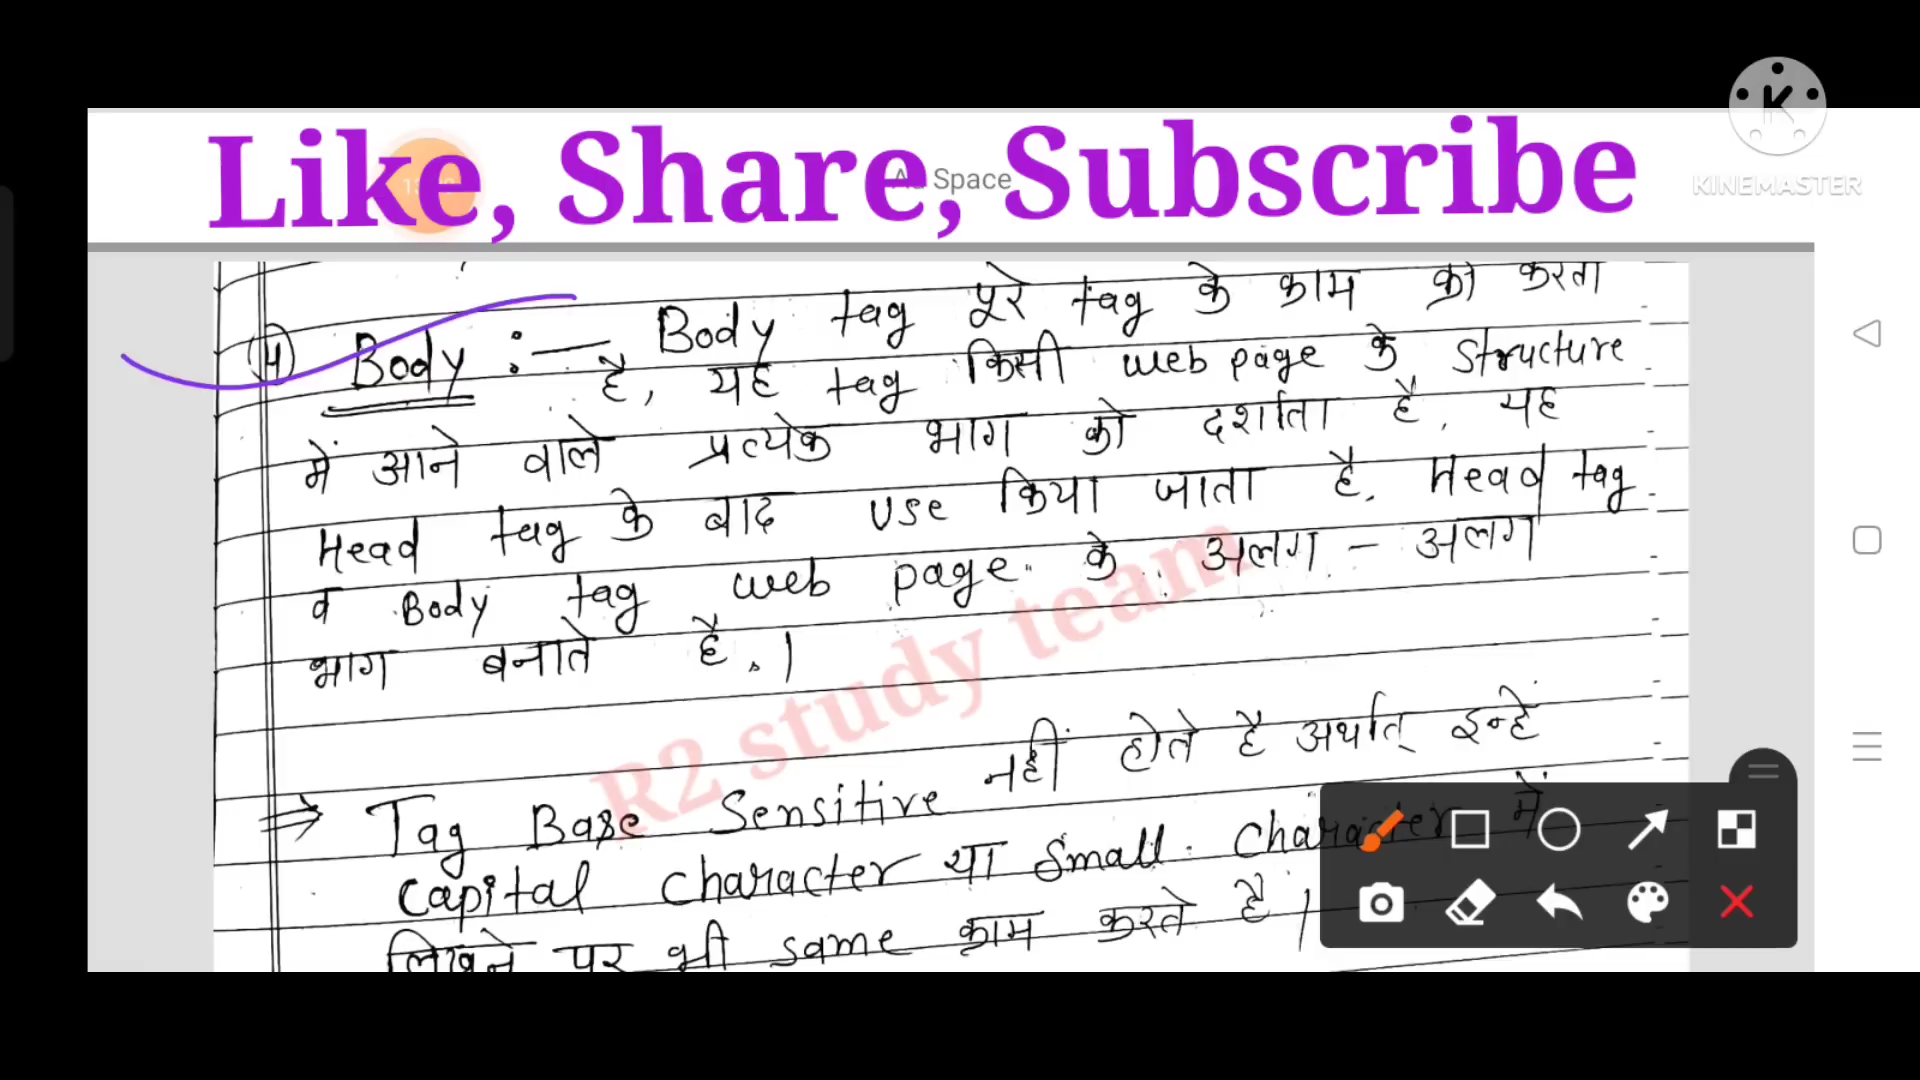 Like, Share, Subscribe
Space
KINEMASTER
④ Body :— Body tag पूरे tag के काम को करता
है, यह tag किसी web page के Structure
में आने वाले प्रत्येक भाग को दर्शाता है, यह
Head tag के बाद use किया जाता है, Head tag
व Body tag web page के अलग - अलग
भाग बनाते है।
R2 study team
⇒ Tag Base Sensitive नहीं होते है अर्थात् इन्हे
Capital Character या Small Character में
लिखने पर भी same काम करते है।